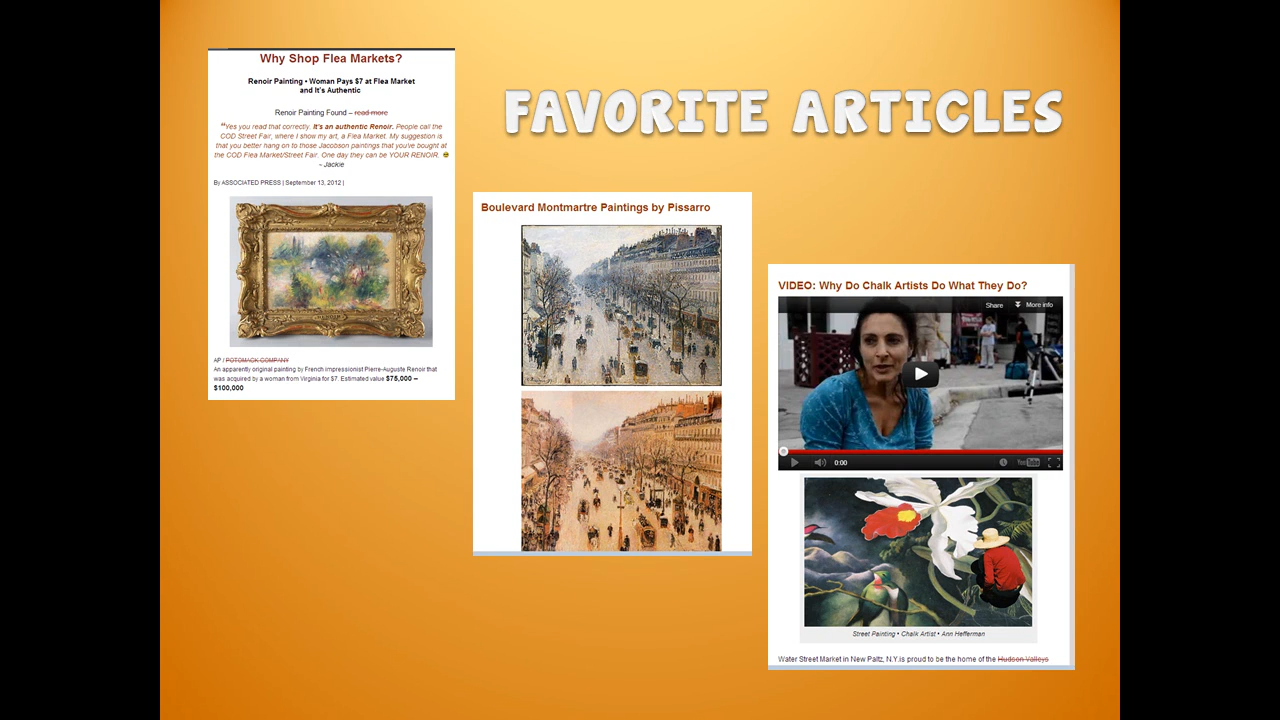 Why Shop Flea Markets?
Renoir Painting • Woman Pays $7 at Flea Market
and It's Authentic
Renoir Painting Found – read more
"Yes you read that correctly. It's an authentic Renoir. People call the
COD Street Fair, where I show my art, a Flea Market. My suggestion is
that you better hang on to those Jacobson paintings that you've bought at
the COD Flea Market/Street Fair. One day they can be YOUR RENOIR.
~ Jackie
By ASSOCIATED PRESS | September 13, 2012 |
AP / POTOMACK COMPANY
An apparently original painting by French impressionist Pierre-Auguste Renoir that
was acquired by a woman from Virginia for $7. Estimated value $75,000 –
$100,000
FAVORITE ARTICLES
Boulevard Montmartre Paintings by Pissarro
VIDEO: Why Do Chalk Artists Do What They Do?
Share More info
0:00
YouTube
Street Painting • Chalk Artist • Ann Hefferman
Water Street Market in New Paltz, N.Y.is proud to be the home of the Hudson Valleys